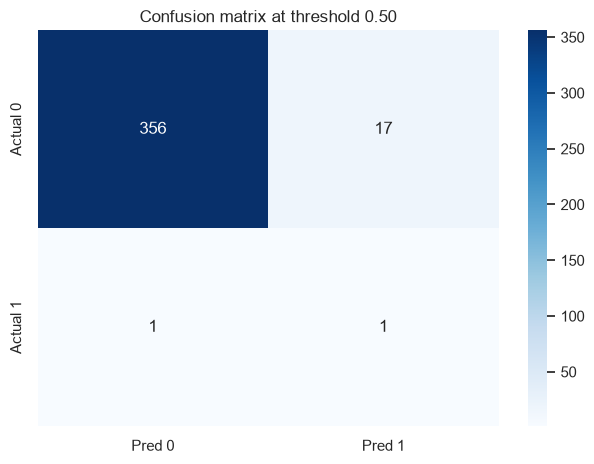 Confusion matrix at threshold 0.50
Actual 0
356
17
Actual 1
1
1
Pred 0
Pred 1
350
300
250
200
150
100
50